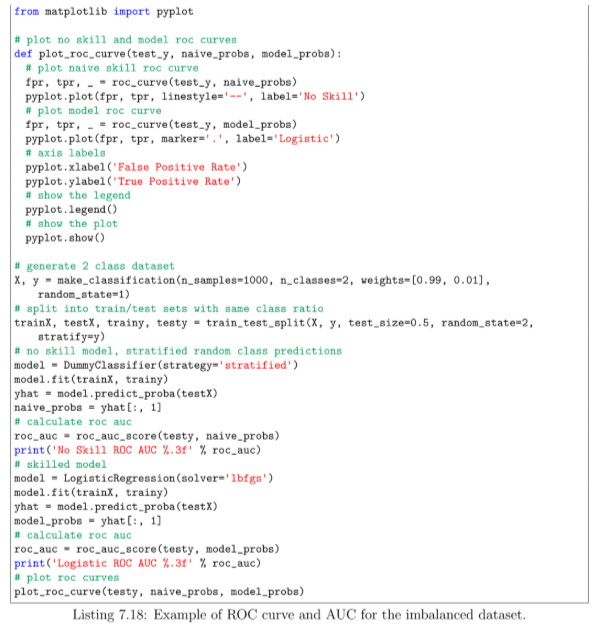 from matplotlib import pyplot
# plot no skill and model roc curves
def plot_roc_curve(test_y, naive_probs, model_probs):
  # plot naive skill roc curve
  fpr, tpr, _ = roc_curve(test_y, naive_probs)
  pyplot.plot(fpr, tpr, linestyle='--', label='No Skill')
  # plot model roc curve
  fpr, tpr, _ = roc_curve(test_y, model_probs)
  pyplot.plot(fpr, tpr, marker='.', label='Logistic')
  # axis labels
  pyplot.xlabel('False Positive Rate')
  pyplot.ylabel('True Positive Rate')
  # show the legend
  pyplot.legend()
  # show the plot
  pyplot.show()
# generate 2 class dataset
X, y = make_classification(n_samples=1000, n_classes=2, weights=[0.99, 0.01],
    random_state=1)
# split into train/test sets with same class ratio
trainX, testX, trainy, testy = train_test_split(X, y, test_size=0.5, random_state=2,
    stratify=y)
# no skill model, stratified random class predictions
model = DummyClassifier(strategy='stratified')
model.fit(trainX, trainy)
yhat = model.predict_proba(testX)
naive_probs = yhat[:, 1]
# calculate roc auc
roc_auc = roc_auc_score(testy, naive_probs)
print('No Skill ROC AUC %.3f' % roc_auc)
# skilled model
model = LogisticRegression(solver='lbfgs')
model.fit(trainX, trainy)
yhat = model.predict_proba(testX)
model_probs = yhat[:, 1]
# calculate roc auc
roc_auc = roc_auc_score(testy, model_probs)
print('Logistic ROC AUC %.3f' % roc_auc)
# plot roc curves
plot_roc_curve(testy, naive_probs, model_probs)
Listing 7.18: Example of ROC curve and AUC for the imbalanced dataset.